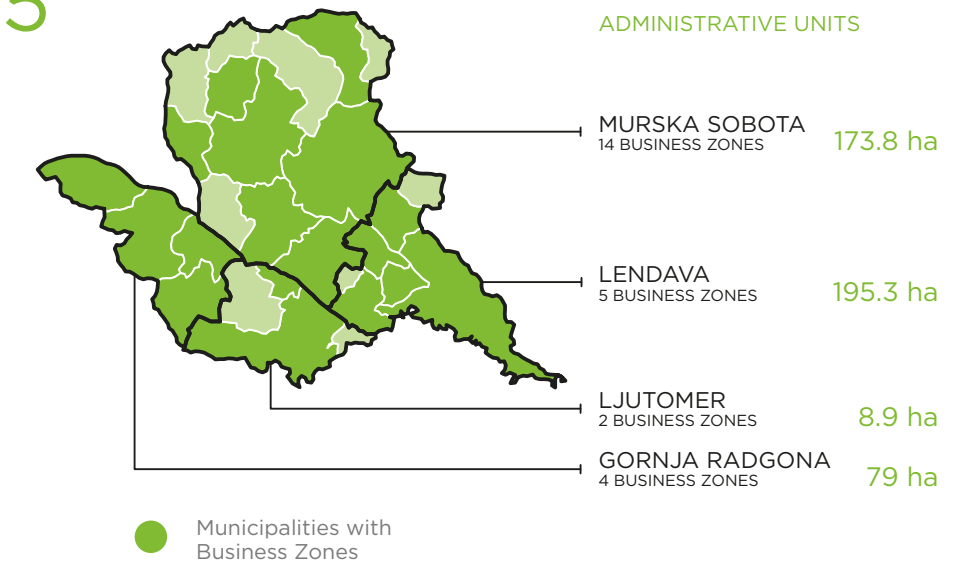 5
ADMINISTRATIVE UNITS
MURSKA SOBOTA
14 BUSINESS ZONES
173.8 ha
LENDAVA
5 BUSINESS ZONES
195.3 ha
LJUTOMER
2 BUSINESS ZONES
8.9 ha
GORNJA RADGONA
4 BUSINESS ZONES
79 ha
Municipalities with
Business Zones